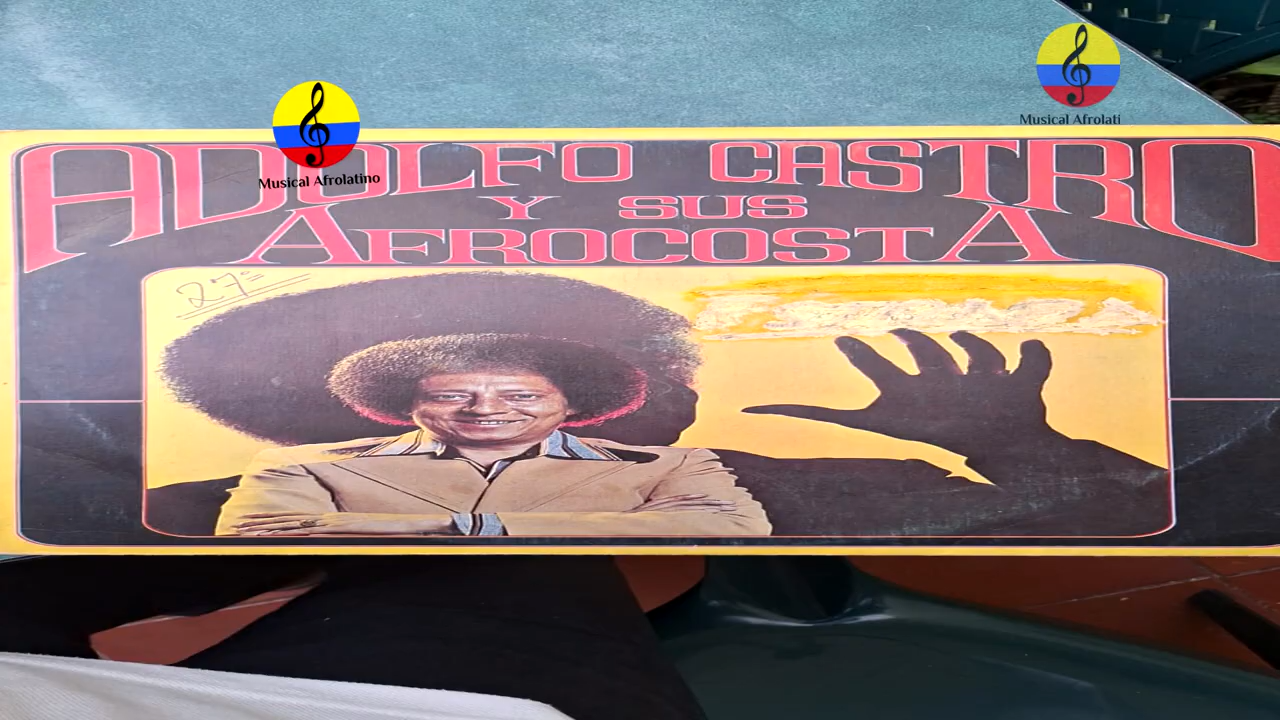 Musical Afrolati
Musical Afrolatino
ADOLFO CASTRO
Y SUS
AFROCOSTA
27